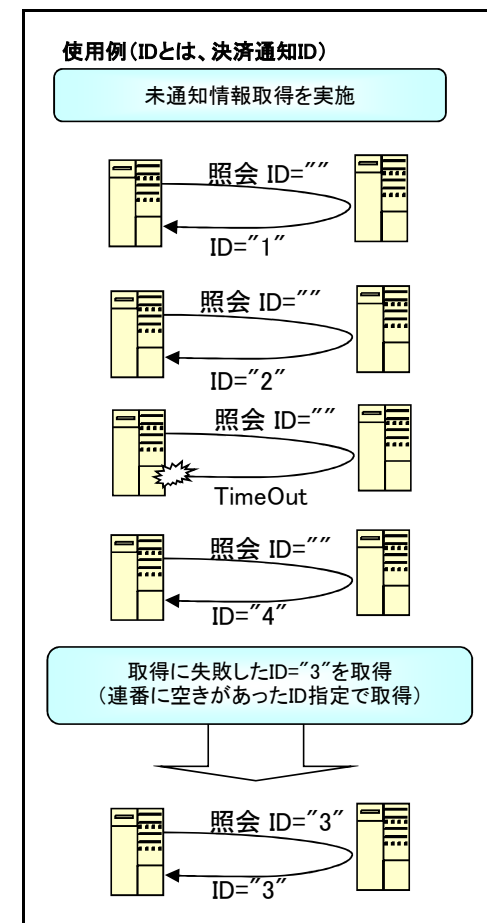 使用例(IDとは、決済通知ID)
未通知情報取得を実施
照会 ID=""
ID="1"
照会 ID=""
ID="2"
照会 ID=""
TimeOut
照会 ID=""
ID="4"
取得に失敗したID="3"を取得
(連番に空きがあったID指定で取得)
照会 ID="3"
ID="3"